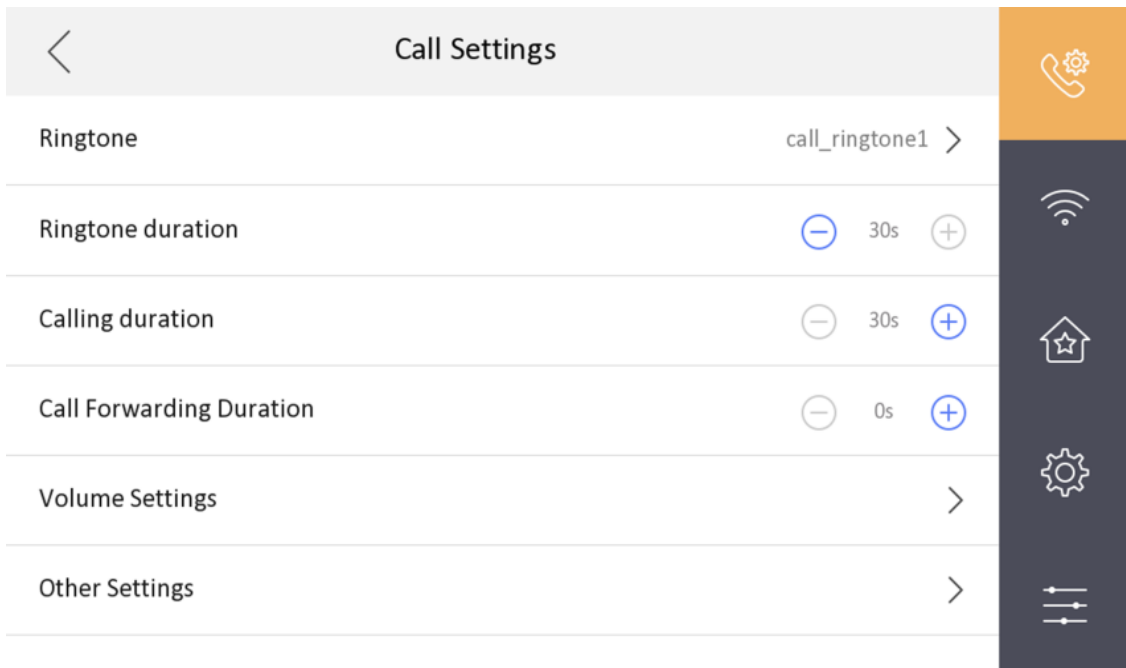 Call Settings
Ringtone call_ringtone1
Ringtone duration 30s
Calling duration 30s
Call Forwarding Duration 0s
Volume Settings
Other Settings